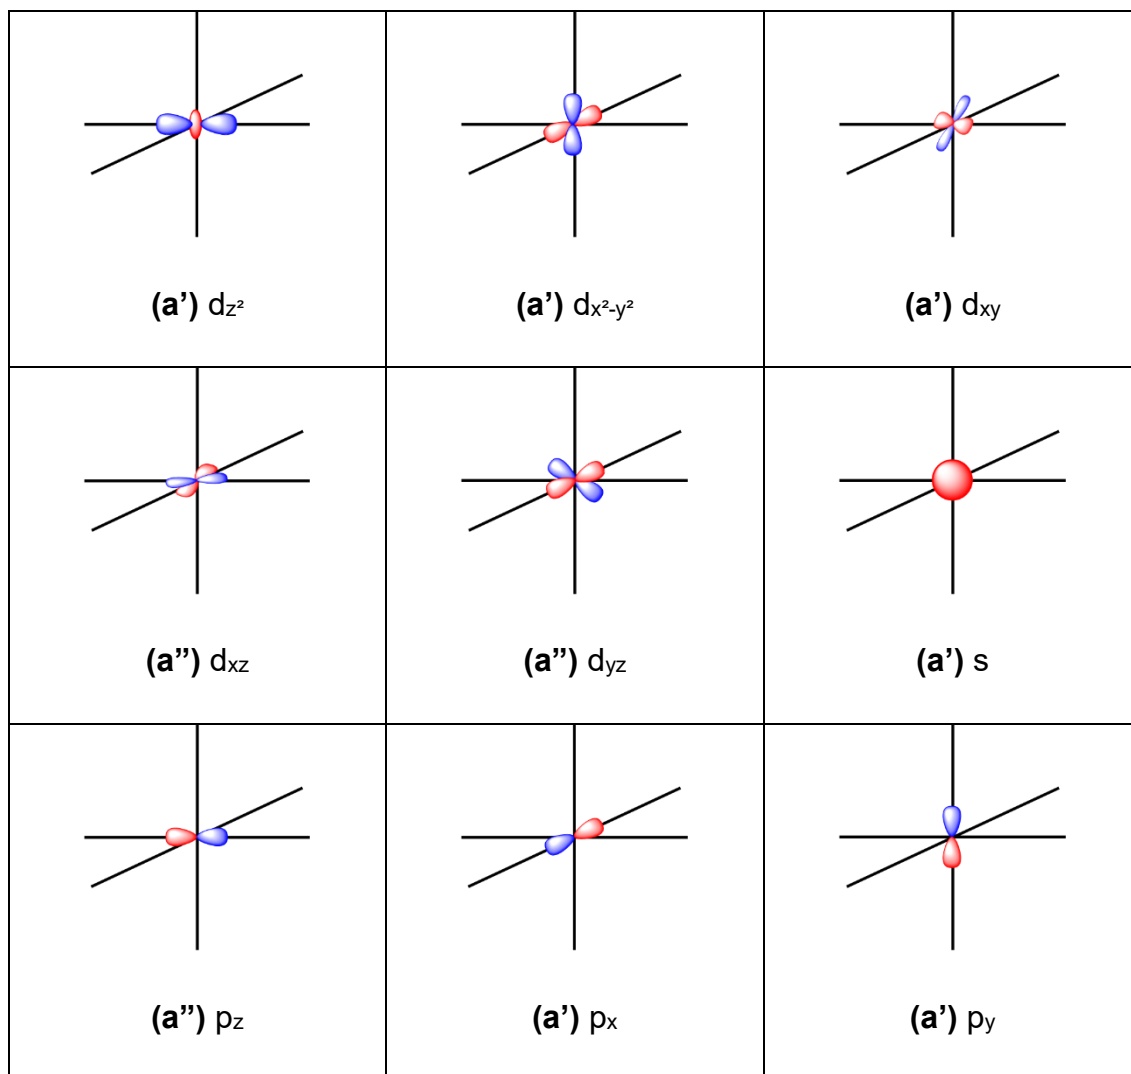 (a’) dz²
(a’) dx²-y²
(a’) dxy
(a”) dxz
(a”) dyz
(a’) s
(a”) pz
(a’) px
(a’) py